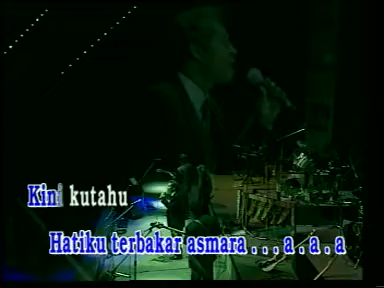 Kini kutahu
Hatiku terbakar asmara . . . a . a . a